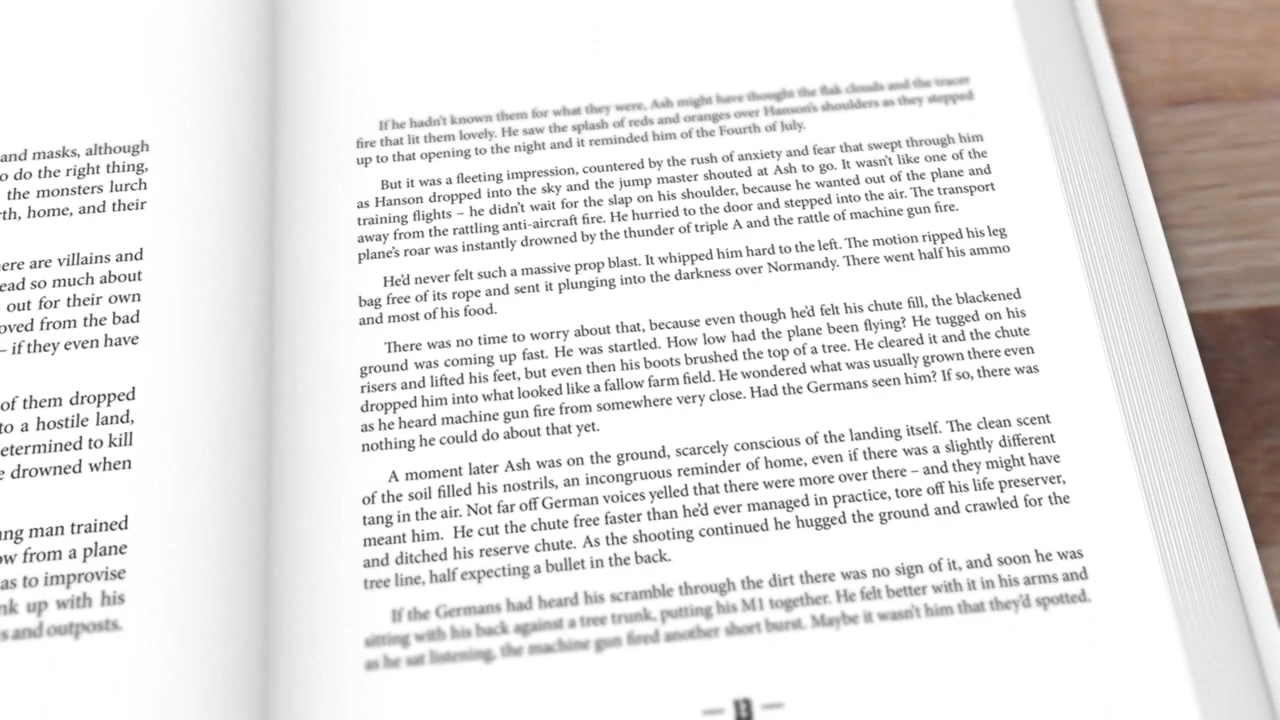 and masks, although
o do the right thing,
the monsters lurch
rth, home, and their
ere are villains and
ead so much about
out for their own
oved from the bad
– if they even have
of them dropped
to a hostile land,
etermined to kill
e drowned when
ung man trained
ow from a plane
as to improvise
nk up with his
s and outposts.
If he hadn't known them for what they were, Ash might have thought the flak clouds and the tracer
fire that lit them lovely. He saw the splash of reds and oranges over Hanson's shoulders as they stepped
up to that opening to the night and it reminded him of the Fourth of July.
But it was a fleeting impression, countered by the rush of anxiety and fear that swept through him
as Hanson dropped into the sky and the jump master shouted at Ash to go. It wasn't like one of the
training flights – he didn't wait for the slap on his shoulder, because he wanted out of the plane and
away from the rattling anti-aircraft fire. He hurried to the door and stepped into the air. The transport
plane's roar was instantly drowned by the thunder of triple A and the rattle of machine gun fire.
He'd never felt such a massive prop blast. It whipped him hard to the left. The motion ripped his leg
bag free of its rope and sent it plunging into the darkness over Normandy. There went half his ammo
and most of his food.
There was no time to worry about that, because even though he'd felt his chute fill, the blackened
ground was coming up fast. He was startled. How low had the plane been flying? He tugged on his
risers and lifted his feet, but even then his boots brushed the top of a tree. He cleared it and the chute
dropped him into what looked like a fallow farm field. He wondered what was usually grown there even
as he heard machine gun fire from somewhere very close. Had the Germans seen him? If so, there was
nothing he could do about that yet.
A moment later Ash was on the ground, scarcely conscious of the landing itself. The clean scent
of the soil filled his nostrils, an incongruous reminder of home, even if there was a slightly different
tang in the air. Not far off German voices yelled that there were more over there – and they might have
meant him. He cut the chute free faster than he'd ever managed in practice, tore off his life preserver,
and ditched his reserve chute. As the shooting continued he hugged the ground and crawled for the
tree line, half expecting a bullet in the back.
If the Germans had heard his scramble through the dirt there was no sign of it, and soon he was
sitting with his back against a tree trunk, putting his M1 together. He felt better with it in his arms and
as he sat listening, the machine gun fired another short burst. Maybe it wasn't him that they'd spotted.
— 13 —